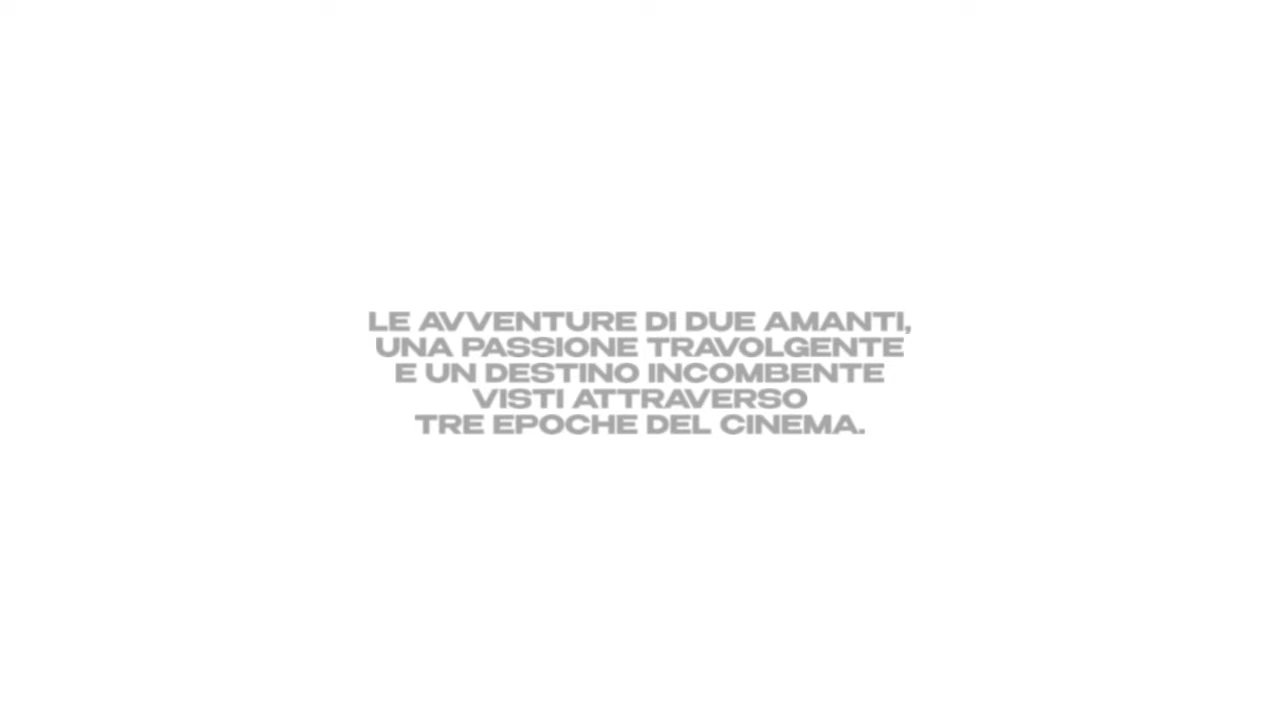 LE AVVENTURE DI DUE AMANTI,
UNA PASSIONE TRAVOLGENTE
E UN DESTINO INCOMBENTE
VISTI ATTRAVERSO
TRE EPOCHE DEL CINEMA.